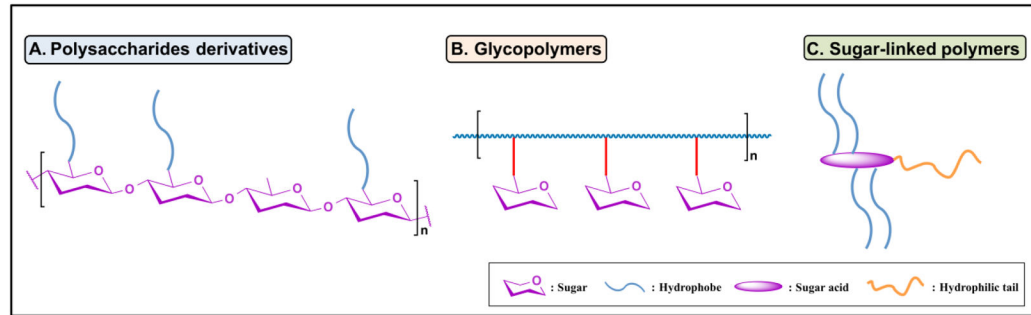 A. Polysaccharides derivatives
B. Glycopolymers
C. Sugar-linked polymers
O
O
O
O
O
O
O
n
n
O
O
O
O
: Sugar
: Hydrophobe
: Sugar acid
: Hydrophilic tail